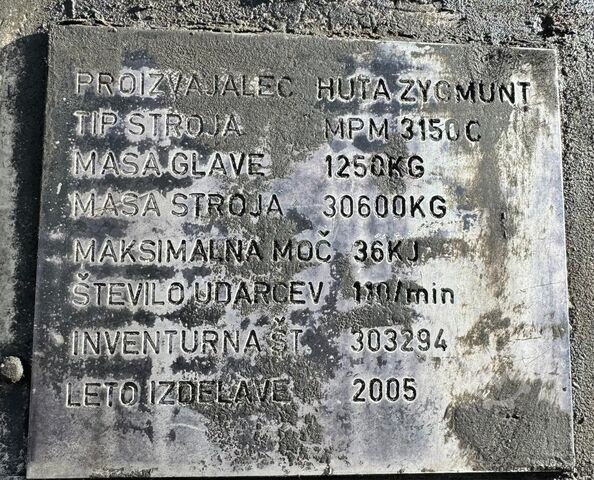 PROIZVAJALEC HUTA ZYGMUNT
TIP STROJA MPM 3150C
MASA GLAVE 1250KG
MASA STROJA 30600KG
MAKSIMALNA MOČ 36KJ
ŠTEVILO UDARCEV 110/min
INVENTURNA ŠT. 303294
LETO IZDELAVE 2005